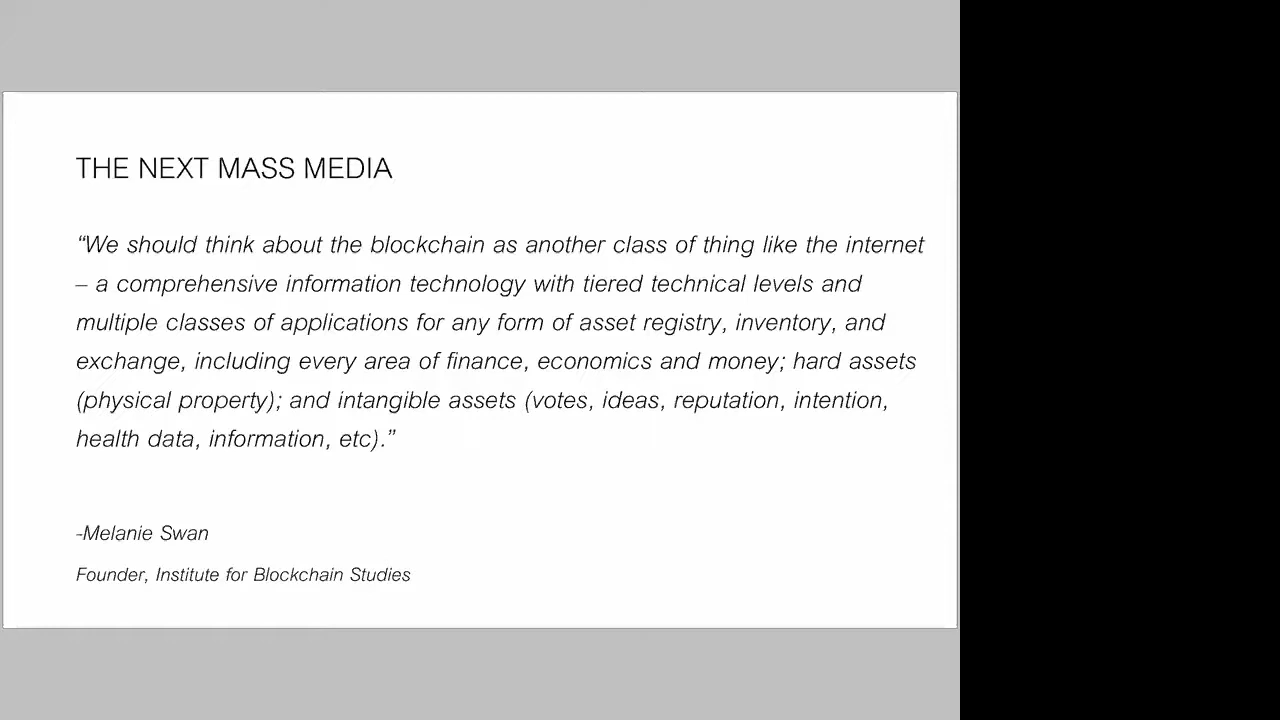 THE NEXT MASS MEDIA
“We should think about the blockchain as another class of thing like the internet
– a comprehensive information technology with tiered technical levels and
multiple classes of applications for any form of asset registry, inventory, and
exchange, including every area of finance, economics and money; hard assets
(physical property); and intangible assets (votes, ideas, reputation, intention,
health data, information, etc).”
-Melanie Swan
Founder, Institute for Blockchain Studies